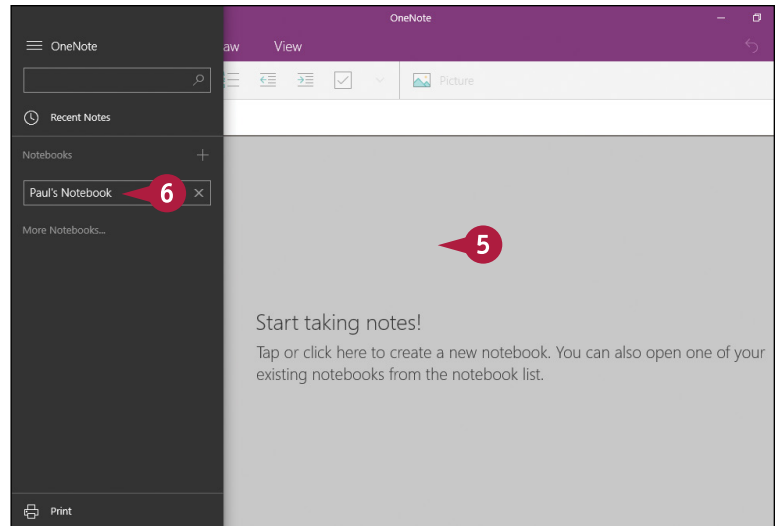 OneNote
OneNote
aw View
Picture
Recent Notes
Notebooks
Paul's Notebook 6
More Notebooks...
5
Start taking notes!
Tap or click here to create a new notebook. You can also open one of your
existing notebooks from the notebook list.
Print